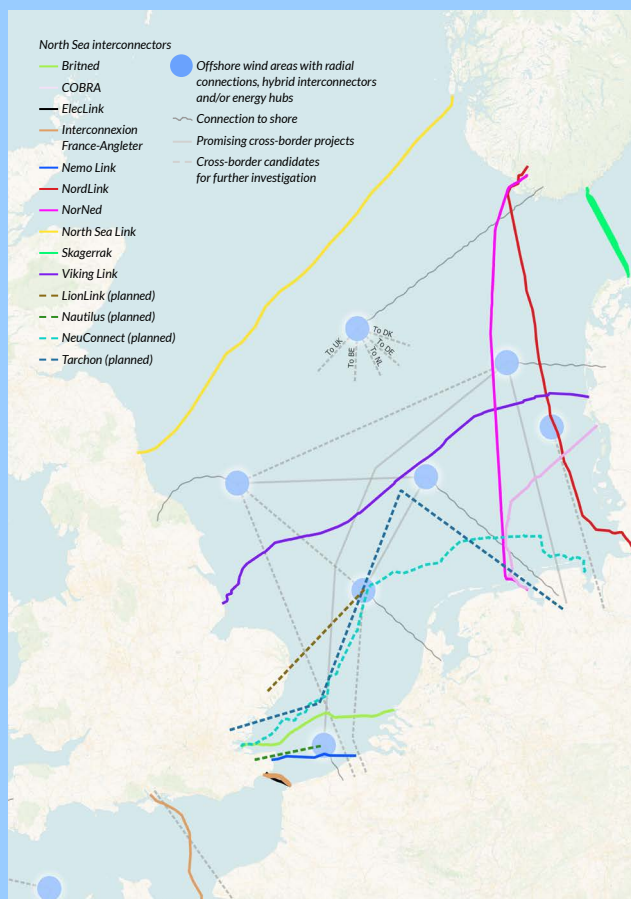 North Sea interconnectors
Britned
COBRA
ElecLink
Interconnexion
France-Angleter
Nemo Link
NordLink
NorNed
North Sea Link
Skagerrak
Viking Link
LionLink (planned)
Nautilus (planned)
NeuConnect (planned)
Tarchon (planned)
Offshore wind areas with radial
connections, hybrid interconnectors
and/or energy hubs
Connection to shore
Promising cross-border projects
Cross-border candidates
for further investigation
To UK
To BE
To NL
To DE
To DK